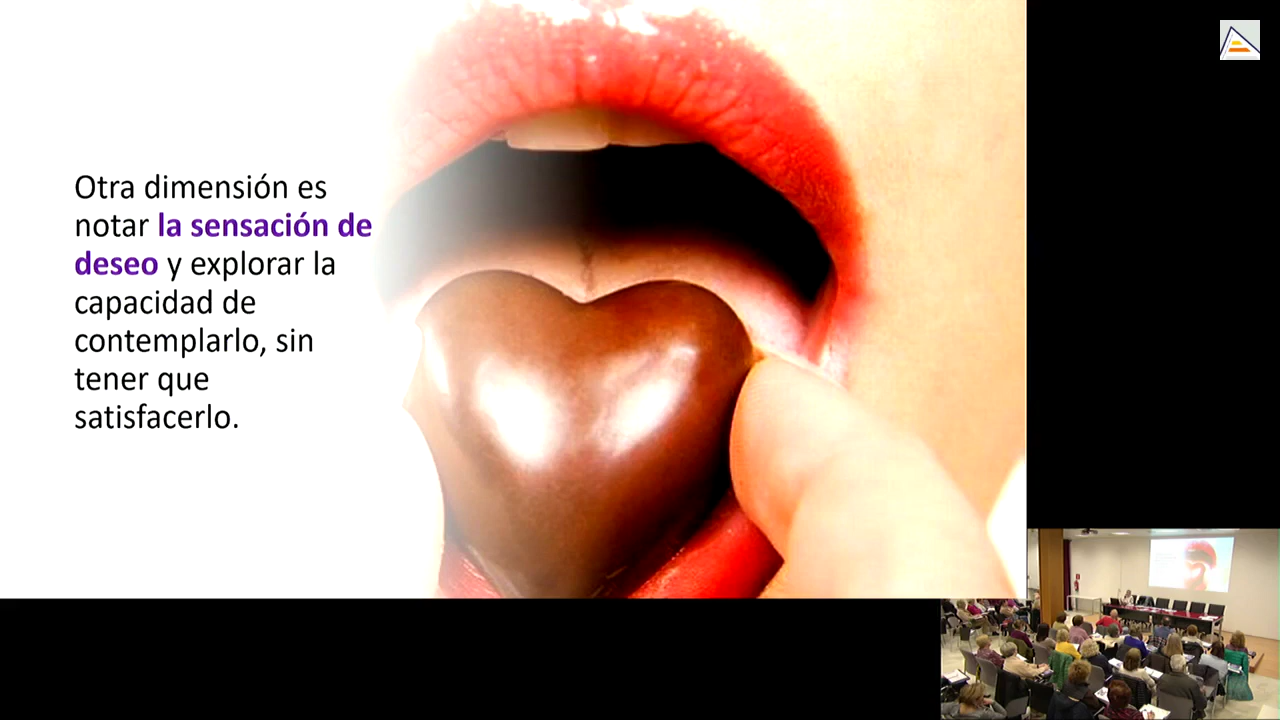 Otra dimensión es
notar la sensación de
deseo y explorar la
capacidad de
contemplarlo, sin
tener que
satisfacerlo.